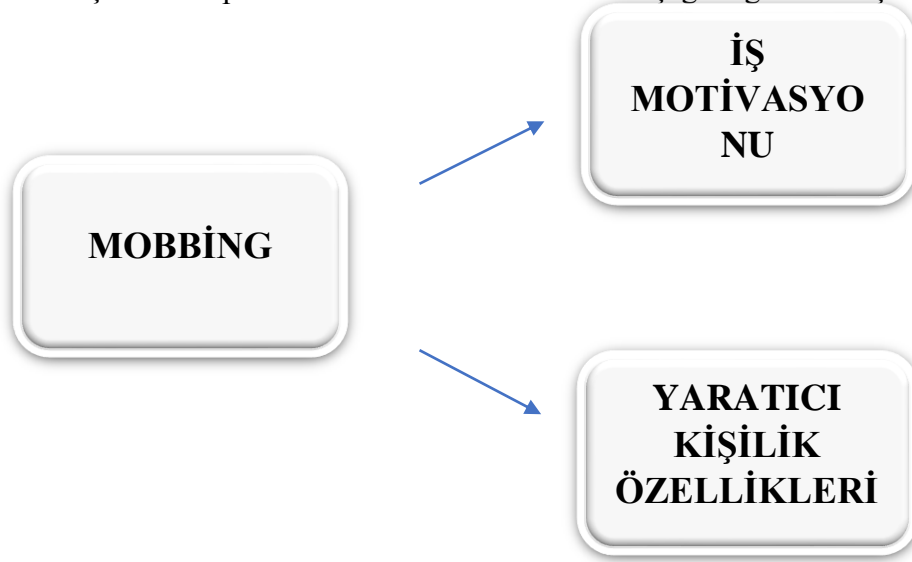 İŞ
MOTİVASYO
NU
MOBBİNG
YARATICI
KİŞİLİK
ÖZELLİKLERİ